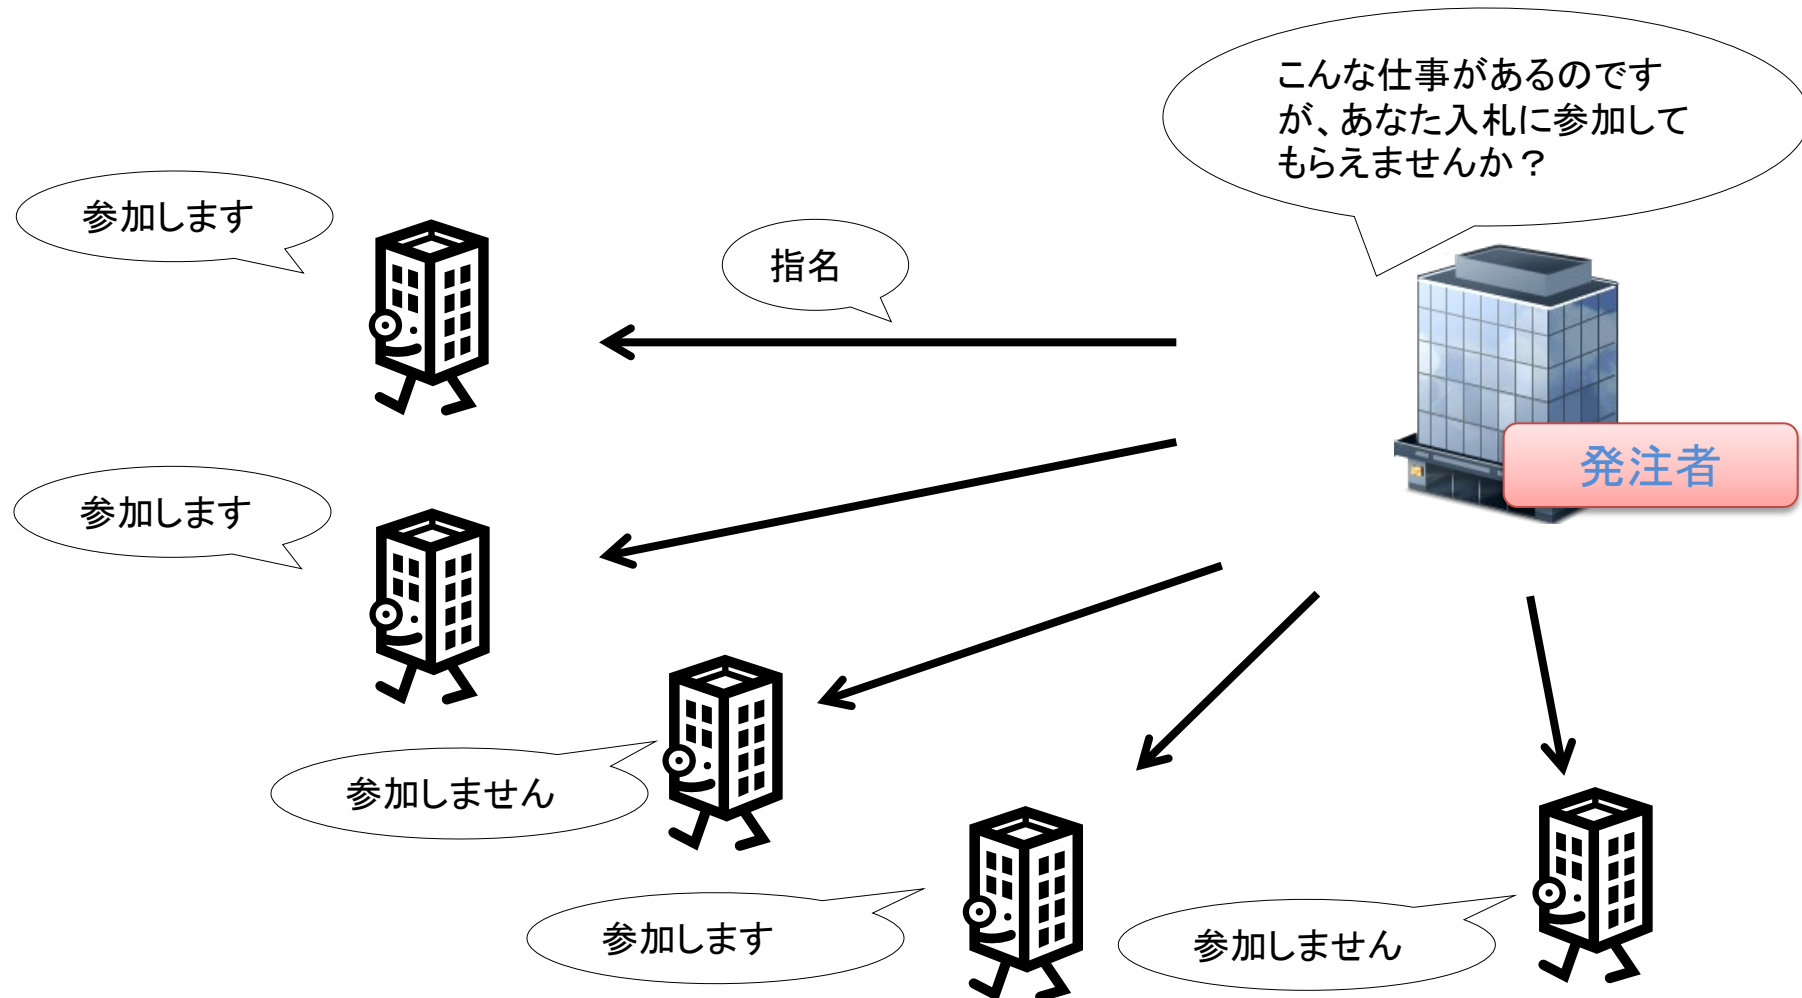 こんな仕事があるのです
が、あなた入札に参加して
もらえませんか？
参加します
指名
発注者
参加します
参加しません
参加します
参加しません